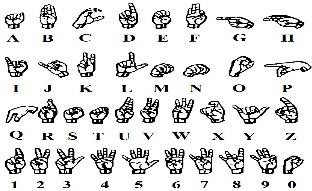 A B C D E F G H
I J K L M N O P
Q R S T U V W X Y Z
1 2 3 4 5 6 7 8 9 0